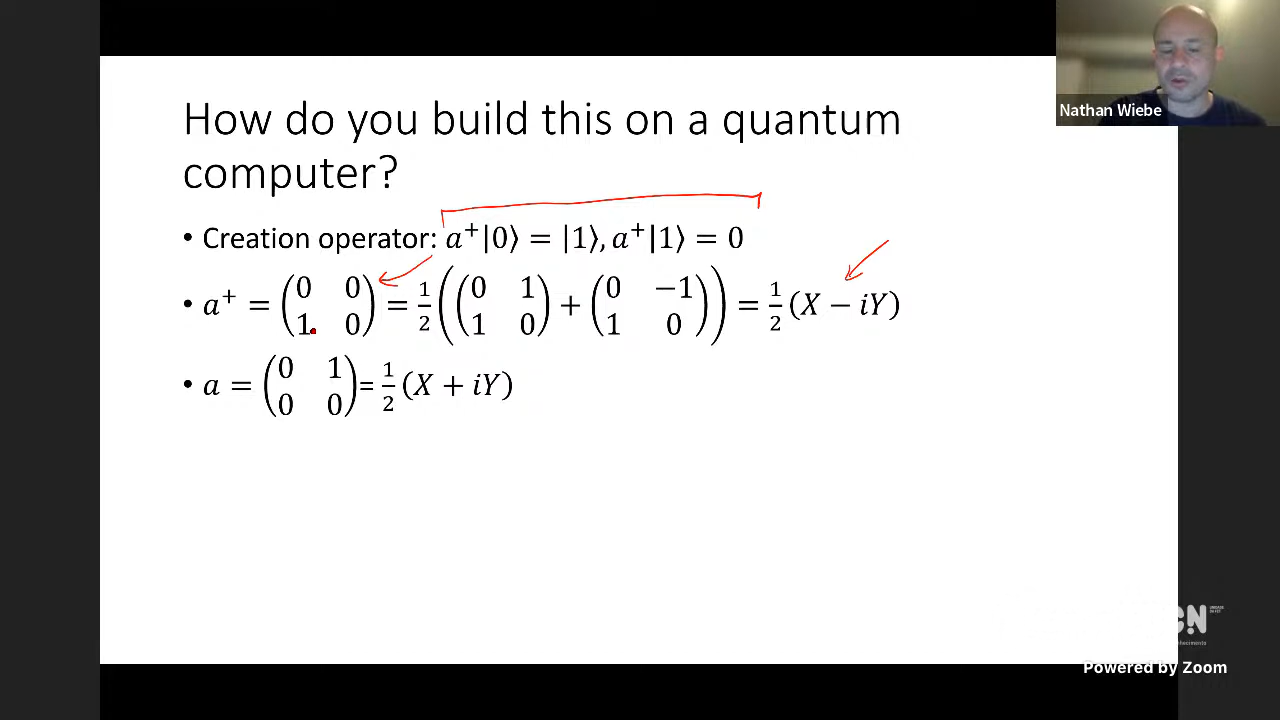 Nathan Wiebe
How do you build this on a quantum
computer?
• Creation operator: a⁺|0⟩ = |1⟩, a⁺|1⟩ = 0
• a⁺ = (0 0; 1 0) = 1/2 ((0 1; 1 0) + (0 −1; 1 0)) = 1/2 (X − iY)
• a = (0 1; 0 0) = 1/2 (X + iY)
Powered by Zoom